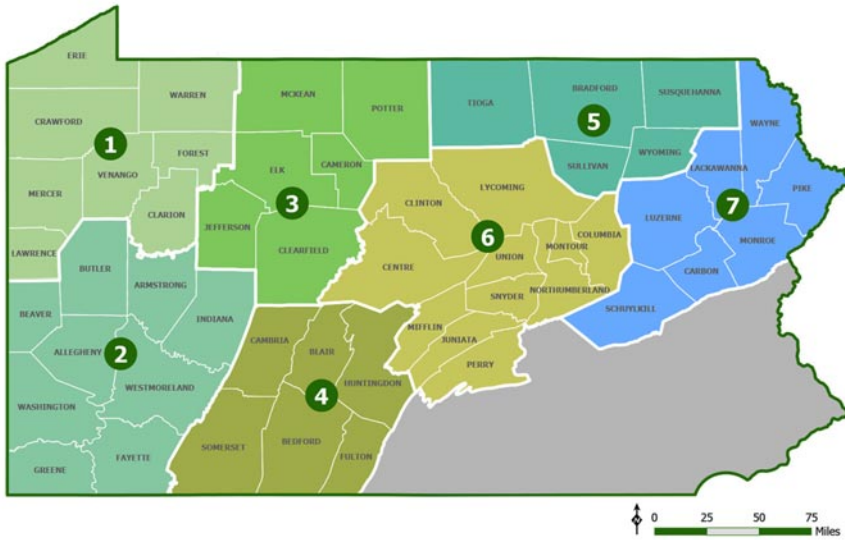 ERIE
WARREN
MCKEAN
POTTER
TIOGA
BRADFORD
SUSQUEHANNA
WAYNE
CRAWFORD
1
5
FOREST
ELK
CAMERON
VENANGO
SULLIVAN
WYOMING
LACKAWANNA
MERCER
CLARION
3
CLINTON
LYCOMING
PIKE
7
JEFFERSON
LUZERNE
LAWRENCE
CLEARFIELD
6
MONTOUR
COLUMBIA
MONROE
BUTLER
CENTRE
UNION
CARBON
ARMSTRONG
SNYDER
NORTHUMBERLAND
SCHUYLKILL
BEAVER
INDIANA
MIFFLIN
CAMBRIA
BLAIR
JUNIATA
ALLEGHENY
2
PERRY
WESTMORELAND
HUNTINGDON
4
WASHINGTON
SOMERSET
BEDFORD
FULTON
GREENE
FAYETTE
N
0 25 50 75
Miles